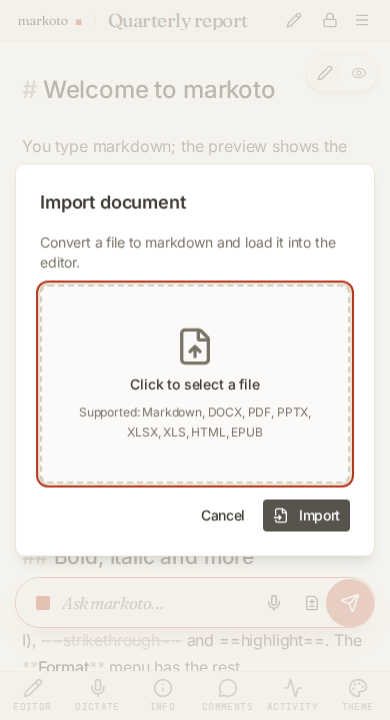 markoto
Quarterly report
# Welcome to markoto
You type markdown; the preview shows the
Import document
Convert a file to markdown and load it into the
editor.
Click to select a file
Supported: Markdown, DOCX, PDF, PPTX,
XLSX, XLS, HTML, EPUB
Cancel
Import
## Bold, italic and more
Ask markoto...
I), ~~strikethrough~~ and ==highlight==. The
**Format** menu has the rest.
EDITOR
DICTATE
INFO
COMMENTS
ACTIVITY
THEME